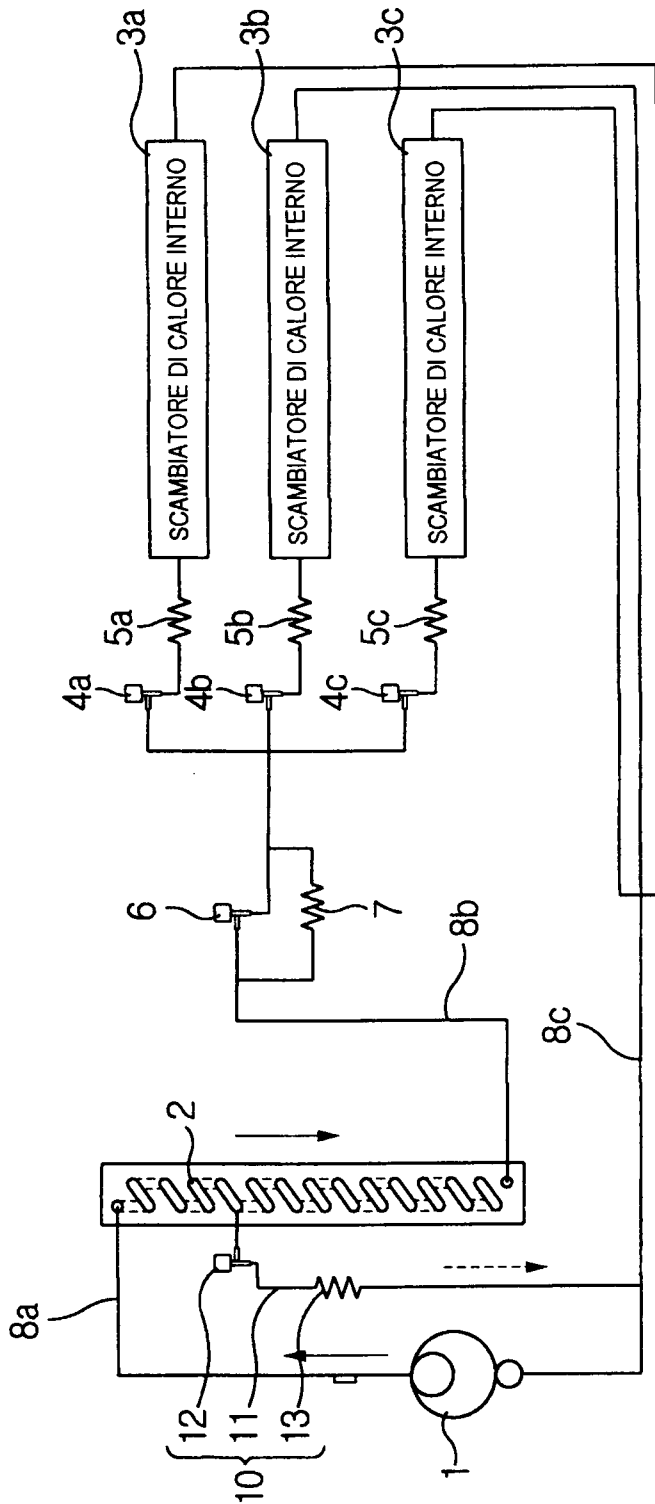 3a
SCAMBIATORE DI CALORE INTERNO
5a
4a
3b
SCAMBIATORE DI CALORE INTERNO
5b
4b
3c
SCAMBIATORE DI CALORE INTERNO
5c
4c
6
7
8b
8c
2
8a
12
11
13
10
1